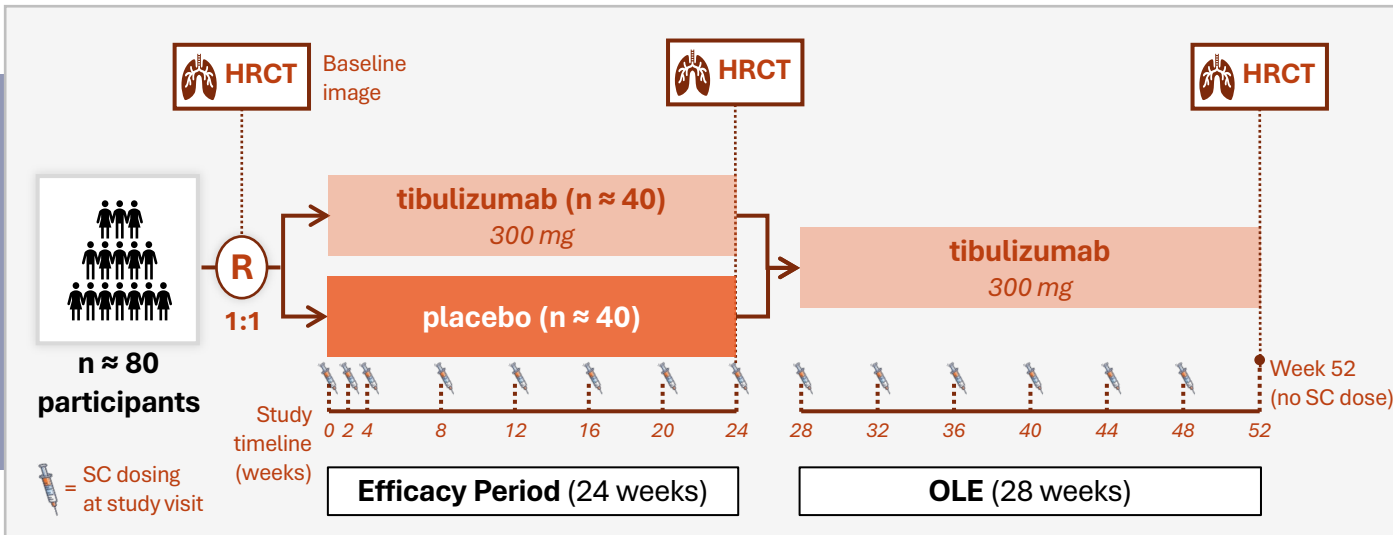 HRCT
Baseline
image
HRCT
HRCT
tibulizumab (n ≈ 40)
300 mg
R
1:1
placebo (n ≈ 40)
tibulizumab
300 mg
n ≈ 80
participants
Study
timeline
(weeks)
0 2 4 8 12 16 20 24 28 32 36 40 44 48 52
Week 52
(no SC dose)
= SC dosing
at study visit
Efficacy Period (24 weeks)
OLE (28 weeks)